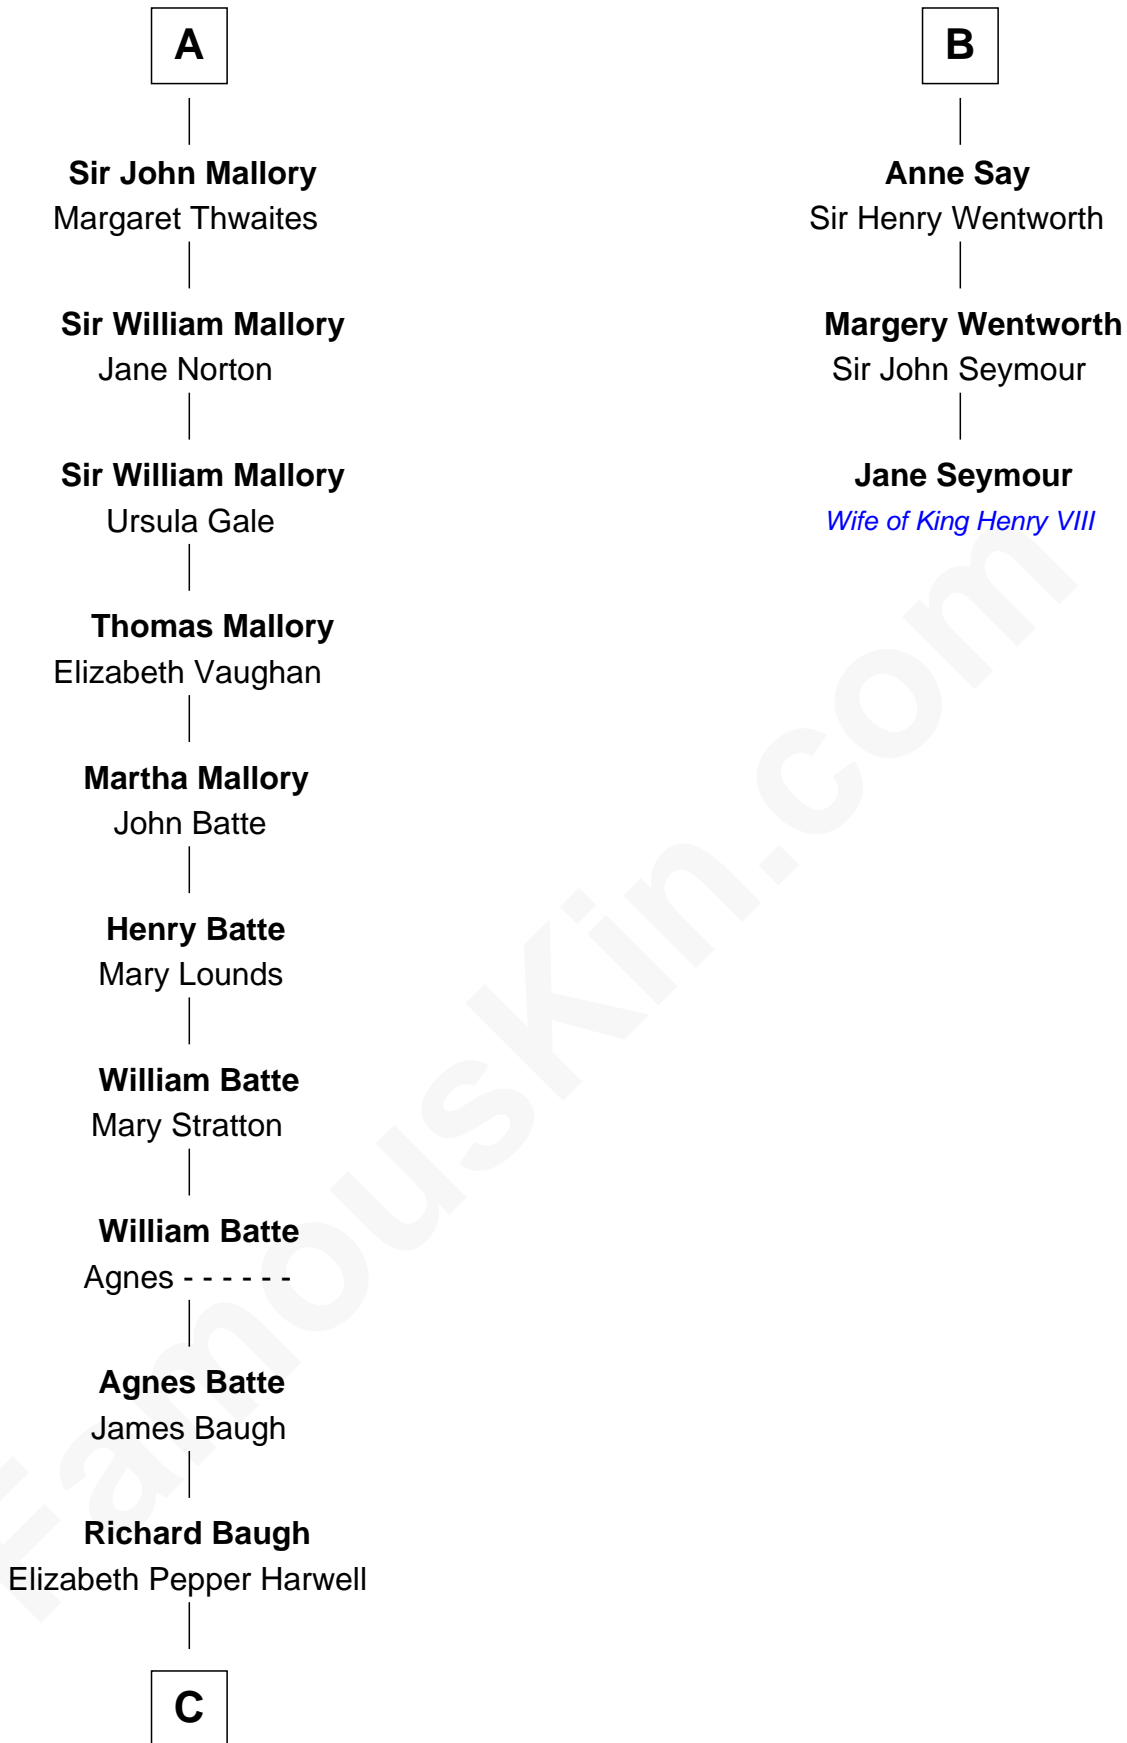 A
Sir John Mallory
Margaret Thwaites
Sir William Mallory
Jane Norton
Sir William Mallory
Ursula Gale
Thomas Mallory
Elizabeth Vaughan
Martha Mallory
John Batte
Henry Batte
Mary Lounds
William Batte
Mary Stratton
William Batte
Agnes - - - - - -
Agnes Batte
James Baugh
Richard Baugh
Elizabeth Pepper Harwell
C
B
Anne Say
Sir Henry Wentworth
Margery Wentworth
Sir John Seymour
Jane Seymour
Wife of King Henry VIII
FamousKin.com